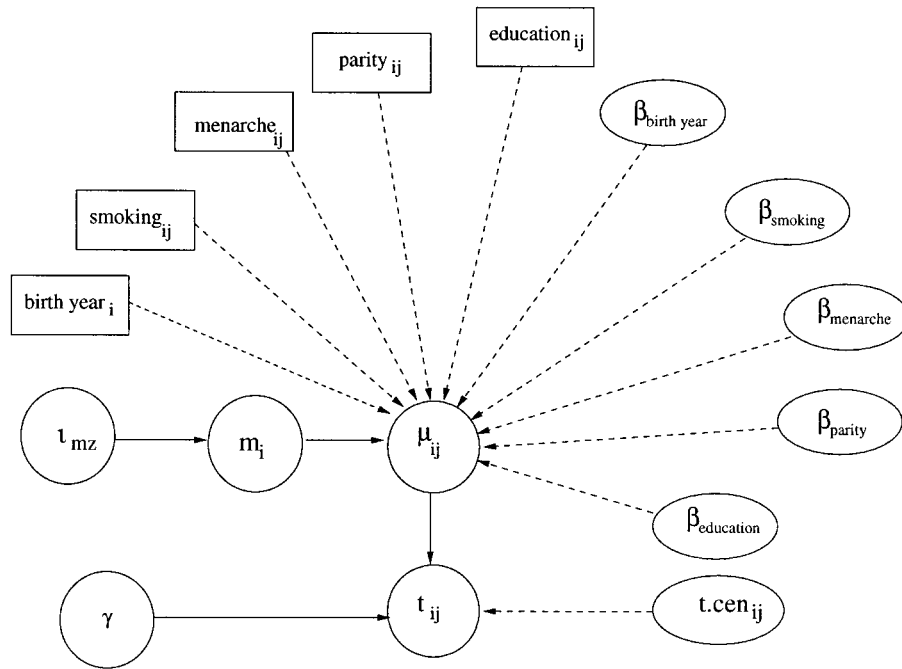 education ij
parity ij
menarche ij
β birth year
smoking ij
β smoking
birth year i
β menarche
ι mz
m i
μ ij
β parity
β education
γ
t ij
t.cen ij